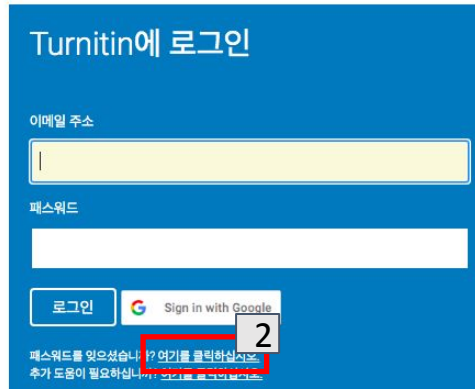 Turnitin에 로그인
이메일 주소
패스워드
로그인
Sign in with Google
2
패스워드를 잊으셨습니까? 여기를 클릭하십시오.
추가 도움이 필요하십니까? 여기를 클릭하십시오.